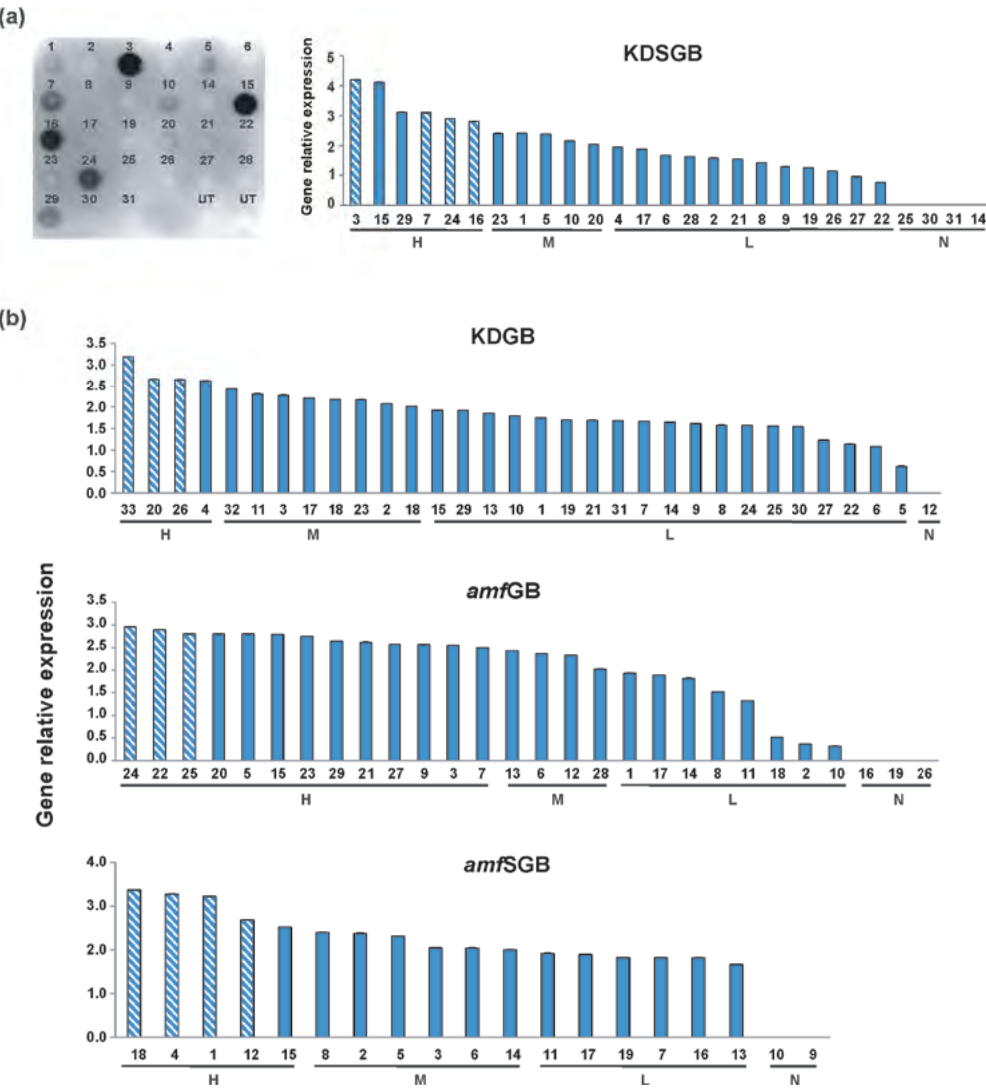 (a)
1 2 3 4 5 6
7 8 9 10 14 15
16 17 19 20 21 22
23 24 25 26 27 28
29 30 31 UT UT
KDSGB
Gene relative expression
5
4
3
2
1
0
3 15 29 7 24 16 23 1 5 10 20 4 17 6 28 2 21 8 9 19 26 27 22 25 30 31 14
H M L N
(b)
KDGB
3.5
3.0
2.5
2.0
1.5
1.0
0.5
0.0
33 20 26 4 32 11 3 17 18 23 2 18 15 29 13 10 1 19 21 31 7 14 9 8 24 25 30 27 22 6 5 12
H M L N
Gene relative expression
amfGB
3.5
3.0
2.5
2.0
1.5
1.0
0.5
0.0
24 22 25 20 5 15 23 29 21 27 9 3 7 13 6 12 28 1 17 14 8 11 18 2 10 16 19 26
H M L N
amfSGB
4.0
3.0
2.0
1.0
0.0
18 4 1 12 15 8 2 5 3 6 14 11 17 19 7 16 13 10 9
H M L N